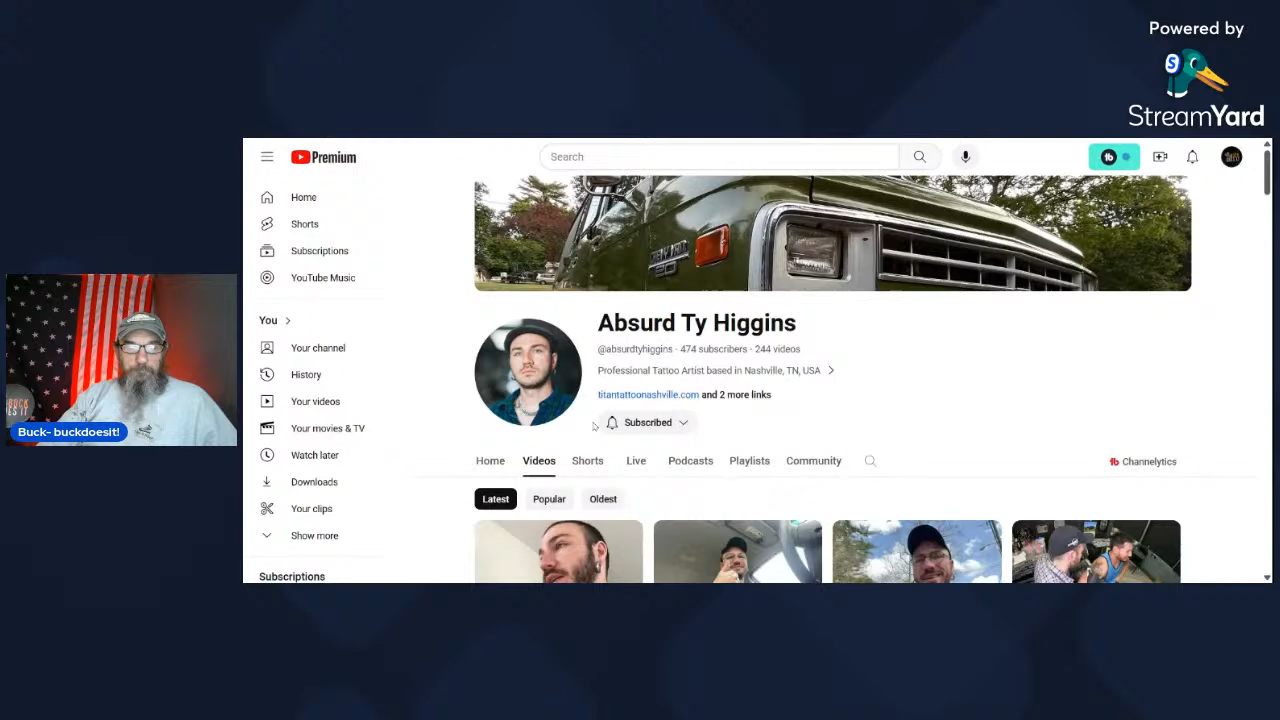 Powered by
StreamYard
Premium
Search
Home
Shorts
Subscriptions
YouTube Music
You
Your channel
History
Your videos
Your movies & TV
Watch later
Downloads
Your clips
Show more
Subscriptions
Absurd Ty Higgins
@absurdtyhiggins · 474 subscribers · 244 videos
Professional Tattoo Artist based in Nashville, TN, USA
titantattoonashville.com and 2 more links
Subscribed
Home Videos Shorts Live Podcasts Playlists Community
Channelytics
Latest Popular Oldest
Buck- buckdoesit!